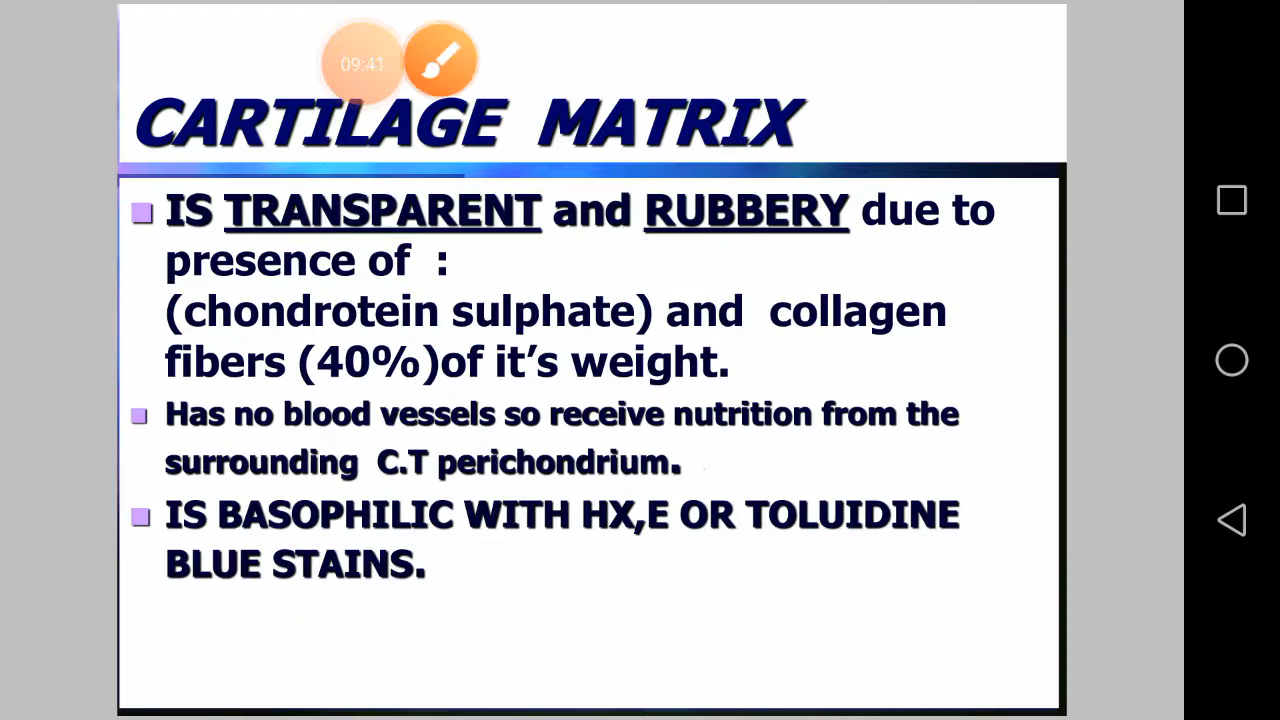 09:41
CARTILAGE MATRIX
IS TRANSPARENT and RUBBERY due to
presence of :
(chondrotein sulphate) and collagen
fibers (40%)of it’s weight.
Has no blood vessels so receive nutrition from the
surrounding C.T perichondrium.
IS BASOPHILIC WITH HX,E OR TOLUIDINE
BLUE STAINS.